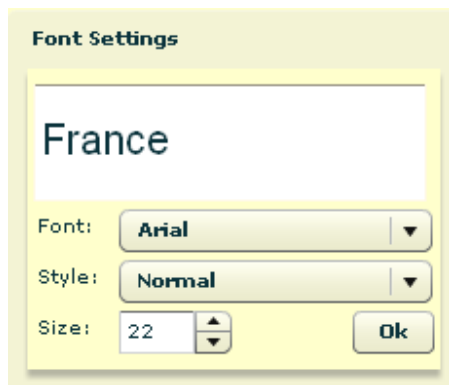 Font Settings
France
Font: Arial
Style: Normal
Size: 22 Ok